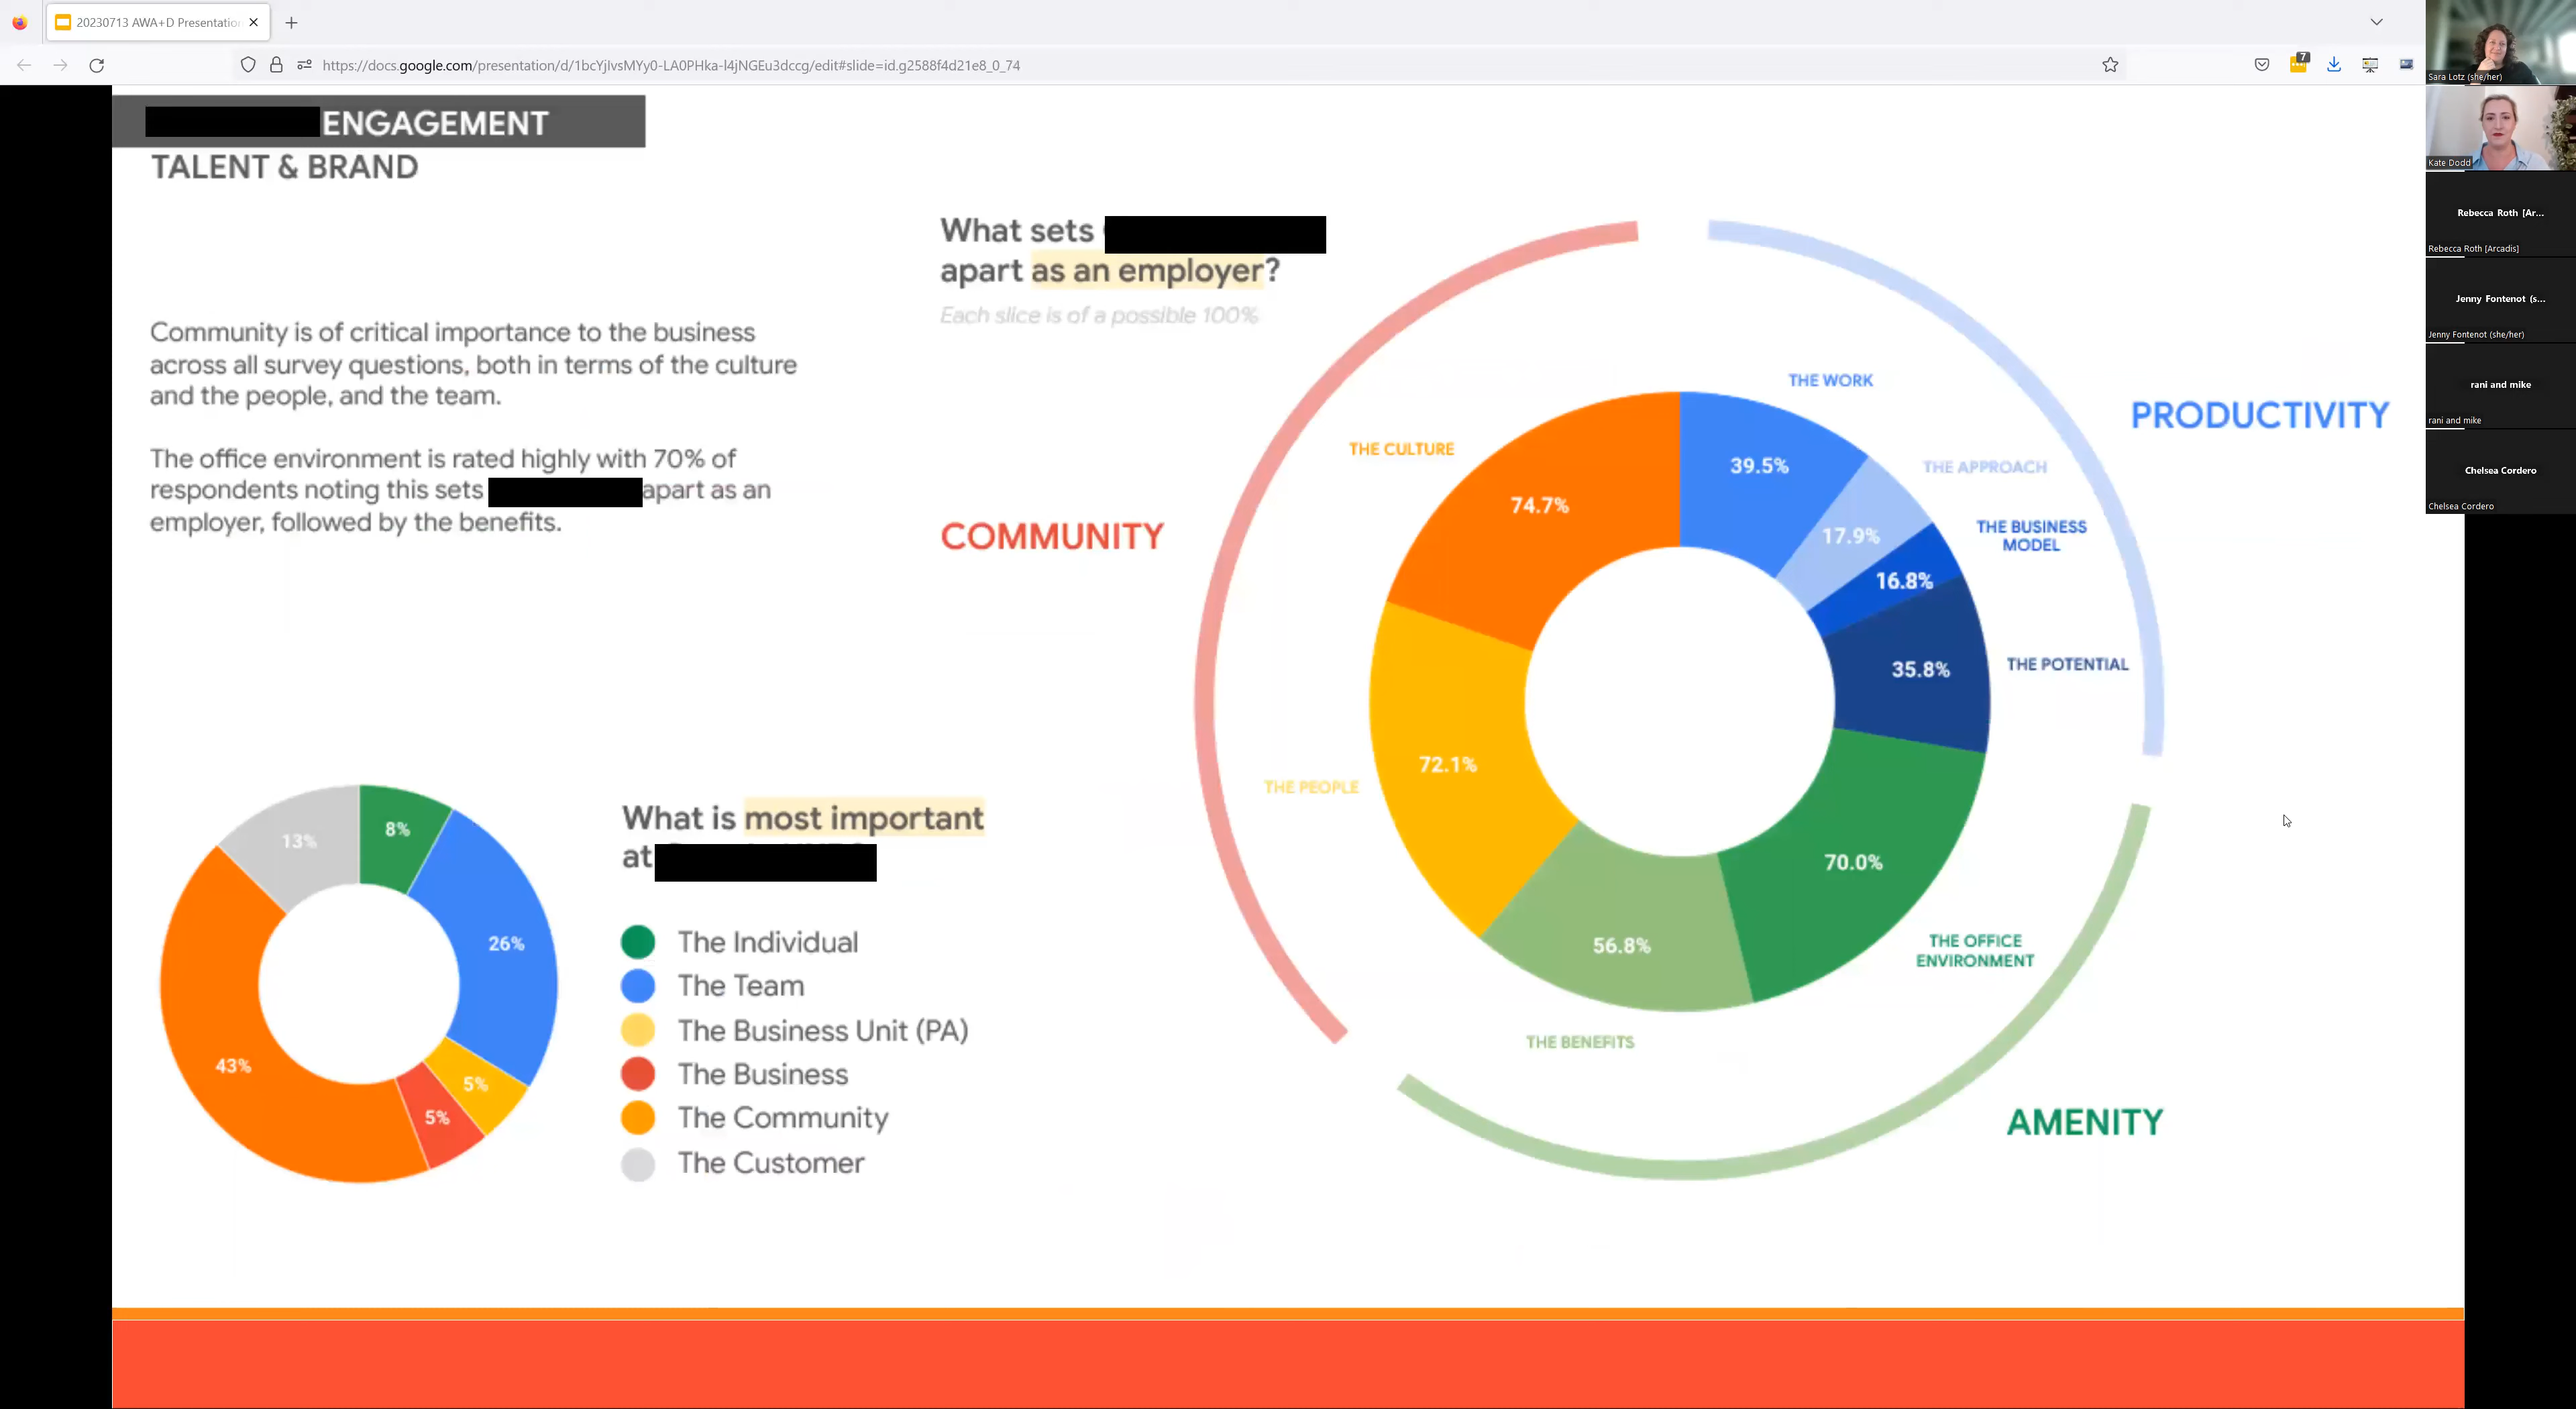 20230713 AWA+D Presentation
https://docs.google.com/presentation/d/1bcYjlvsMYy0-LA0PHka-l4jNGEu3dccg/edit#slide=id.g2588f4d21e8_0_74
7
ENGAGEMENT
TALENT & BRAND
Community is of critical importance to the business
across all survey questions, both in terms of the culture
and the people, and the team.
The office environment is rated highly with 70% of
respondents noting this sets apart as an
employer, followed by the benefits.
What sets
apart as an employer?
Each slice is of a possible 100%
COMMUNITY
PRODUCTIVITY
AMENITY
THE WORK
39.5%
THE APPROACH
17.9%
THE BUSINESS
MODEL
16.8%
THE POTENTIAL
35.8%
THE OFFICE
ENVIRONMENT
70.0%
THE BENEFITS
56.8%
THE PEOPLE
72.1%
THE CULTURE
74.7%
8%
26%
5%
5%
43%
13%
What is most important
at
The Individual
The Team
The Business Unit (PA)
The Business
The Community
The Customer
Sara Lotz (she/her)
Kate Dodd
Rebecca Roth [Ar...
Rebecca Roth [Arcadis]
Jenny Fontenot (s...
Jenny Fontenot (she/her)
rani and mike
rani and mike
Chelsea Cordero
Chelsea Cordero